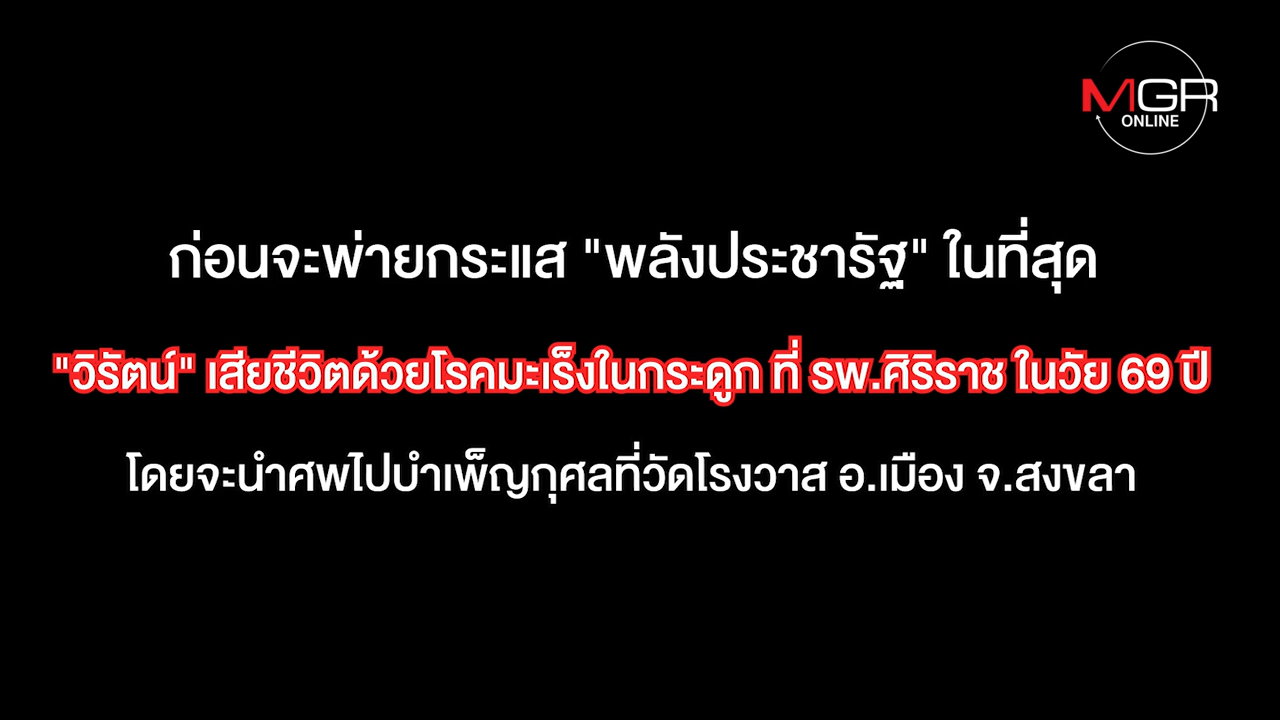 MGR
ONLINE
ก่อนจะพ่ายกระแส "พลังประชารัฐ" ในที่สุด
"วิรัตน์" เสียชีวิตด้วยโรคมะเร็งในกระดูก ที่ รพ.ศิริราช ในวัย 69 ปี
โดยจะนำศพไปบำเพ็ญกุศลที่วัดโรงวาส อ.เมือง จ.สงขลา